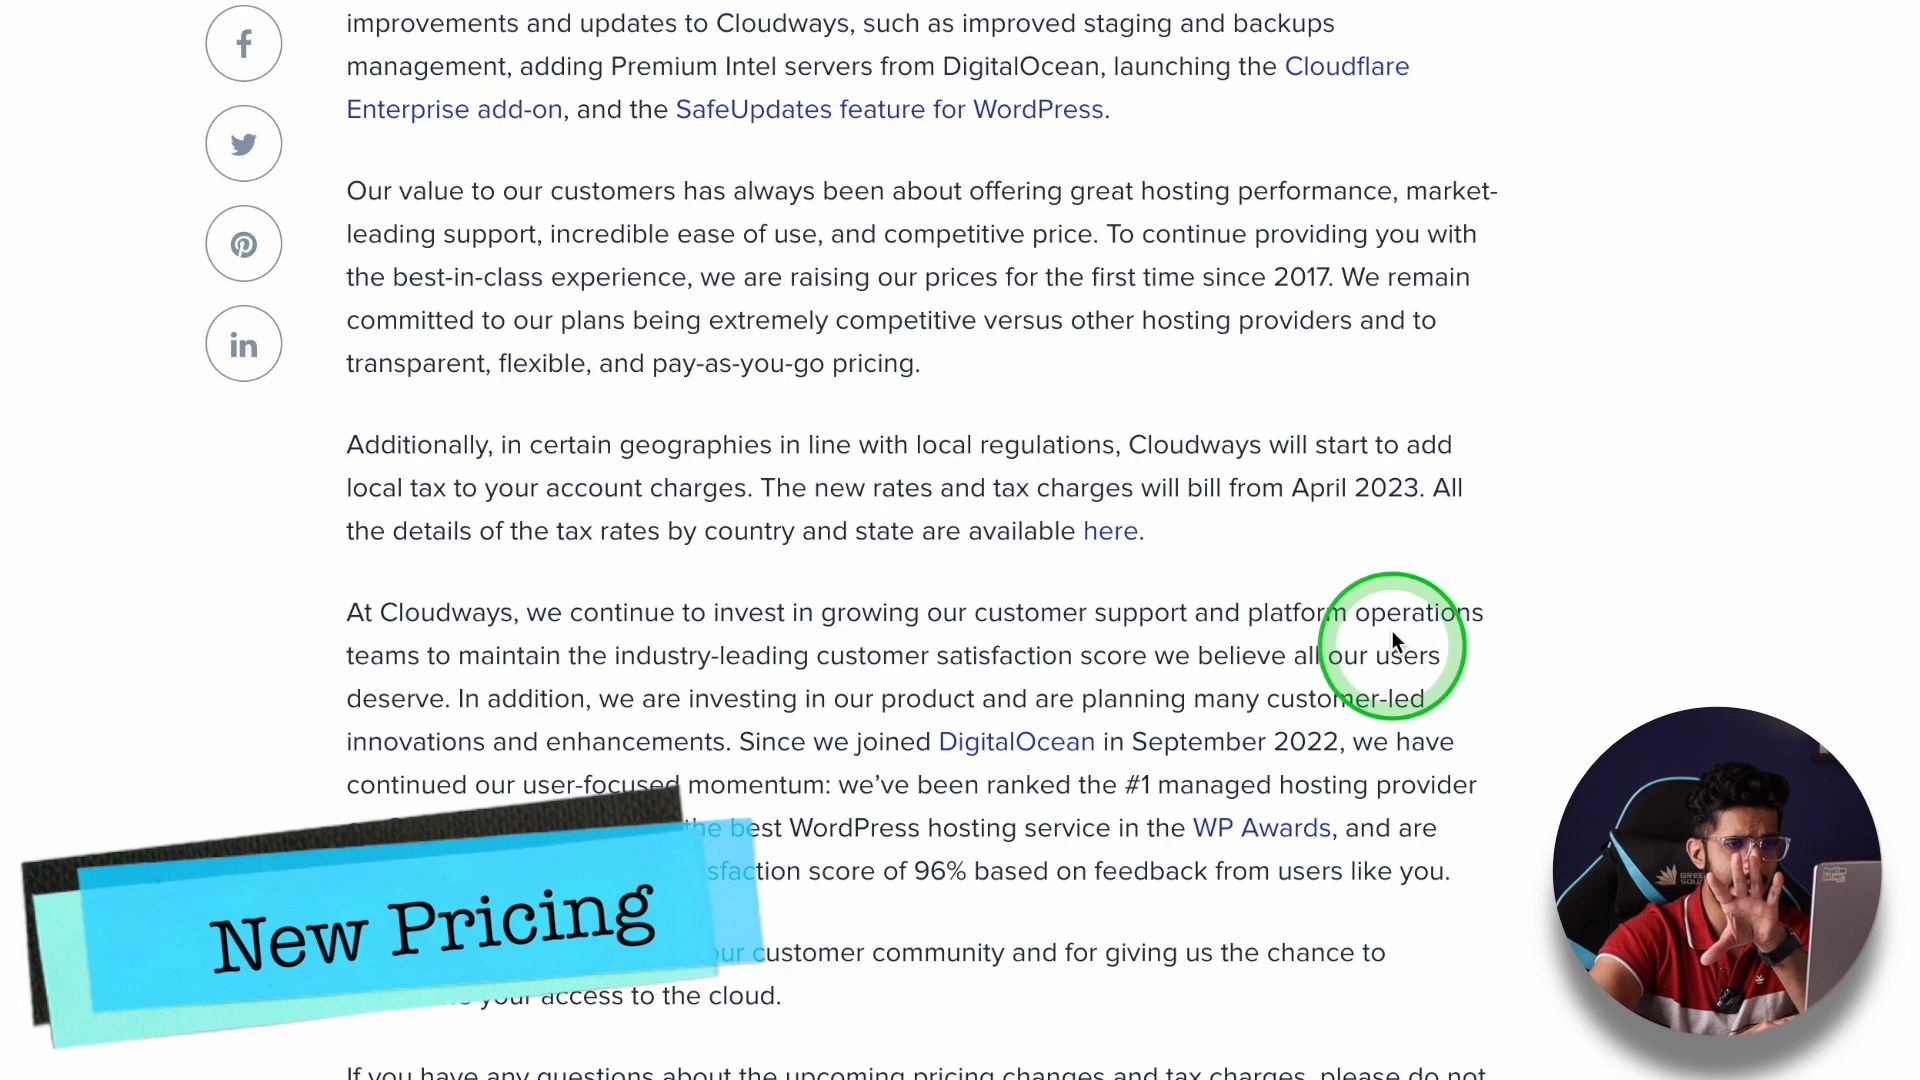 improvements and updates to Cloudways, such as improved staging and backups
management, adding Premium Intel servers from DigitalOcean, launching the Cloudflare
Enterprise add-on, and the SafeUpdates feature for WordPress.
Our value to our customers has always been about offering great hosting performance, market-
leading support, incredible ease of use, and competitive price. To continue providing you with
the best-in-class experience, we are raising our prices for the first time since 2017. We remain
committed to our plans being extremely competitive versus other hosting providers and to
transparent, flexible, and pay-as-you-go pricing.
Additionally, in certain geographies in line with local regulations, Cloudways will start to add
local tax to your account charges. The new rates and tax charges will bill from April 2023. All
the details of the tax rates by country and state are available here.
At Cloudways, we continue to invest in growing our customer support and platform operations
teams to maintain the industry-leading customer satisfaction score we believe all our users
deserve. In addition, we are investing in our product and are planning many customer-led
innovations and enhancements. Since we joined DigitalOcean in September 2022, we have
continued our user-focused momentum: we’ve been ranked the #1 managed hosting provider
the best WordPress hosting service in the WP Awards, and are
score of 96% based on feedback from users like you.
our customer community and for giving us the chance to
your access to the cloud.
If you have any questions about the upcoming pricing changes and tax charges, please do not
New Pricing